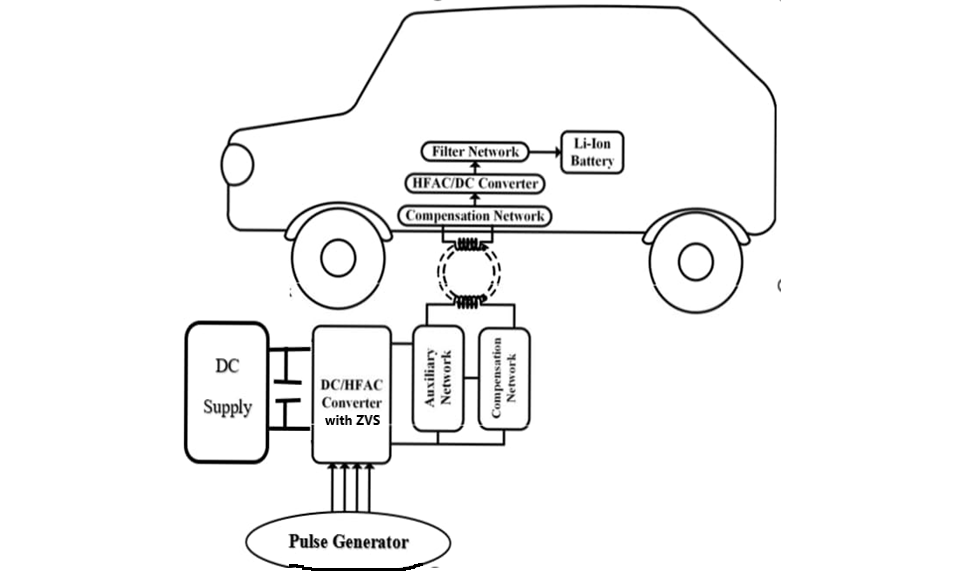 Filter Network
Li-Ion
Battery
HFAC/DC Converter
Compensation Network
DC
Supply
DC/HFAC
Converter
with ZVS
Auxiliary
Network
Compensation
Network
Pulse Generator